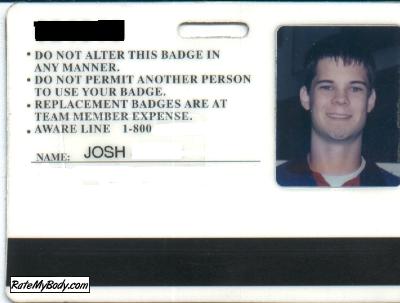 • DO NOT ALTER THIS BADGE IN
ANY MANNER.
• DO NOT PERMIT ANOTHER PERSON
TO USE YOUR BADGE.
• REPLACEMENT BADGES ARE AT
TEAM MEMBER EXPENSE.
• AWARE LINE 1-800
NAME: JOSH
RateMyBody.com